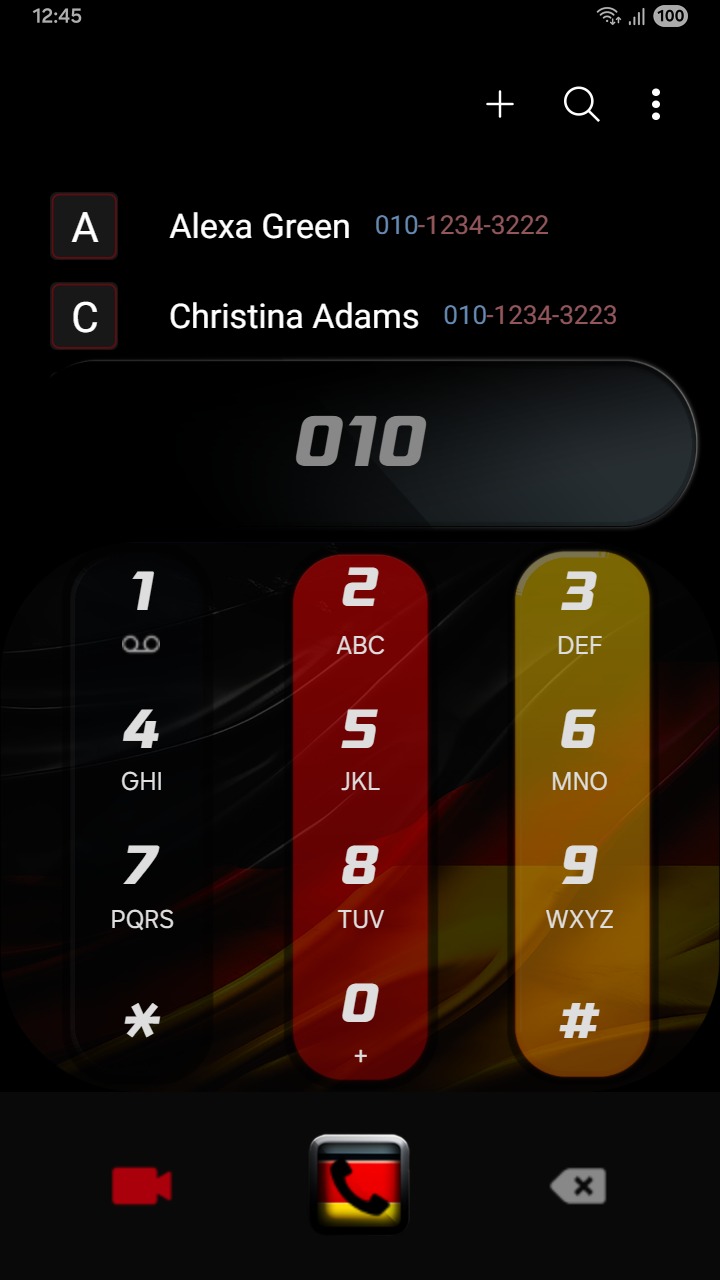 12:45 100
A Alexa Green 010-1234-3222
C Christina Adams 010-1234-3223
010
1 2 3
ABC DEF
4 5 6
GHI JKL MNO
7 8 9
PQRS TUV WXYZ
* 0 #
+